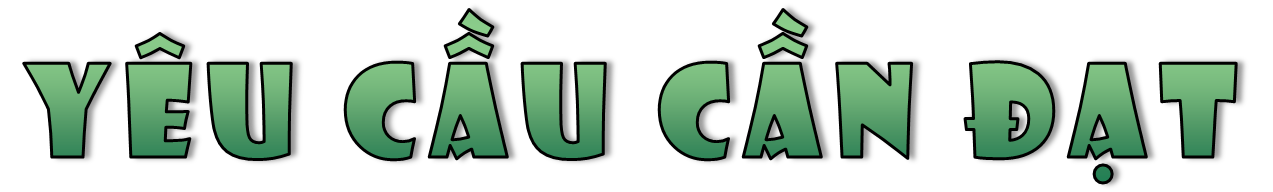 YÊU CẦU CẦN ĐẠT